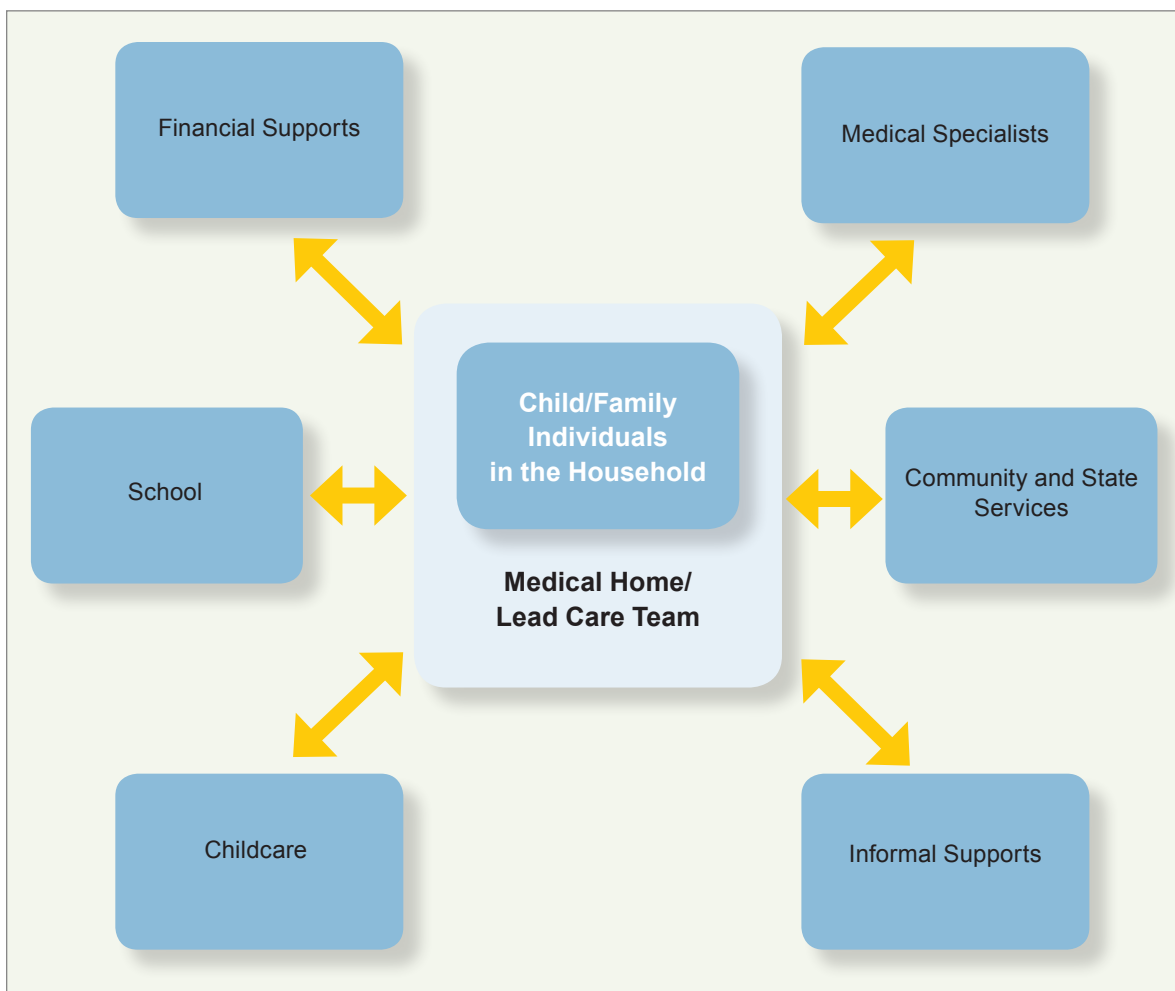 Financial Supports
Medical Specialists
Child/Family
Individuals
in the Household
School
Community and State
Services
Medical Home/
Lead Care Team
Childcare
Informal Supports